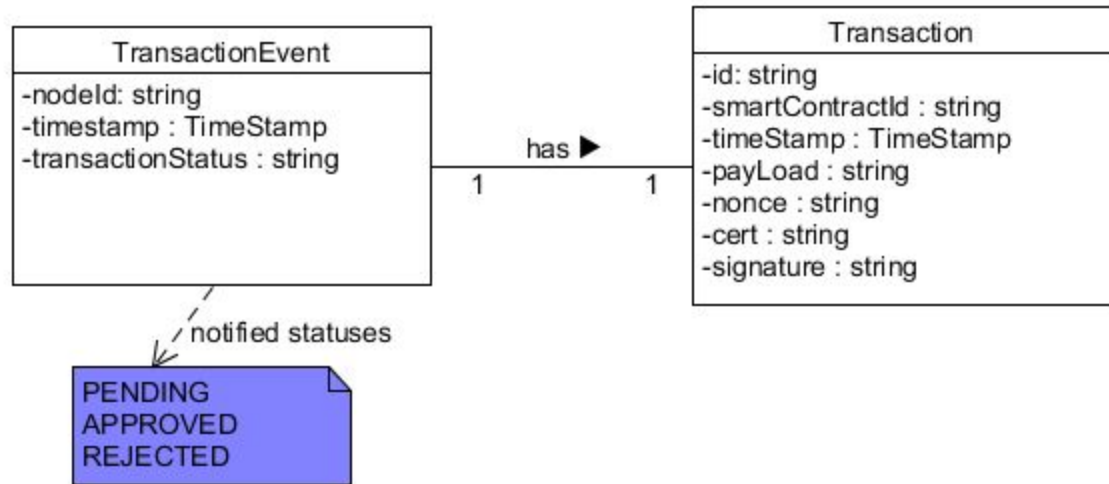 TransactionEvent
-nodeId: string
-timestamp : TimeStamp
-transactionStatus : string
has ▶
1
1
Transaction
-id: string
-smartContractId : string
-timeStamp : TimeStamp
-payLoad : string
-nonce : string
-cert : string
-signature : string
notified statuses
PENDING
APPROVED
REJECTED